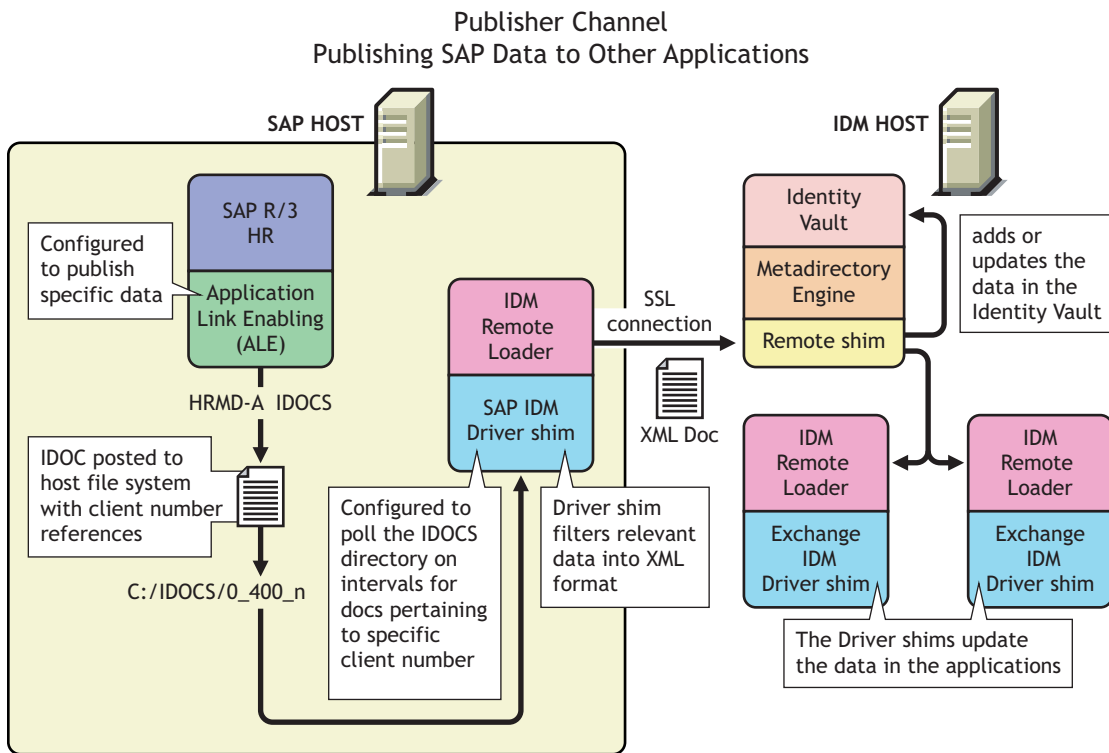 Publisher Channel
Publishing SAP Data to Other Applications
SAP HOST
IDM HOST
SAP R/3
HR
Configured
to publish
specific data
Application
Link Enabling
(ALE)
HRMD-A IDOCS
IDOC posted to
host file system
with client number
references
C:/IDOCS/0_400_n
IDM
Remote
Loader
SAP IDM
Driver shim
Configured to
poll the IDOCS
directory on
intervals for
docs pertaining
to specific
client number
Driver shim
filters relevant
data into XML
format
SSL
connection
XML Doc
Identity
Vault
Metadirectory
Engine
Remote shim
adds or
updates the
data in the
Identity Vault
IDM
Remote
Loader
Exchange
IDM
Driver shim
IDM
Remote
Loader
Exchange
IDM
Driver shim
The Driver shims update
the data in the applications